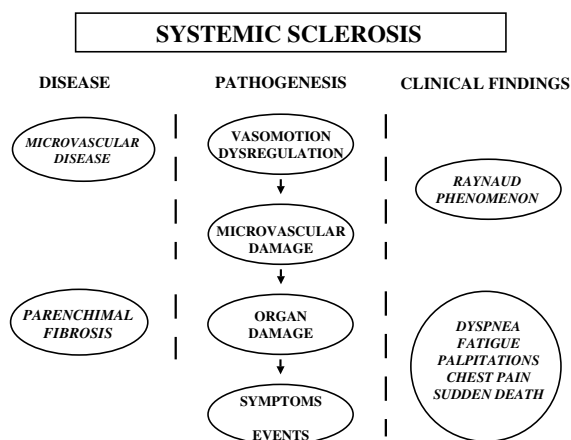 SYSTEMIC SCLEROSIS
DISEASE
PATHOGENESIS
CLINICAL FINDINGS
MICROVASCULAR
DISEASE
VASOMOTION
DYSREGULATION
RAYNAUD
PHENOMENON
MICROVASCULAR
DAMAGE
PARENCHIMAL
FIBROSIS
ORGAN
DAMAGE
DYSPNEA
FATIGUE
PALPITATIONS
CHEST PAIN
SUDDEN DEATH
SYMPTOMS
EVENTS